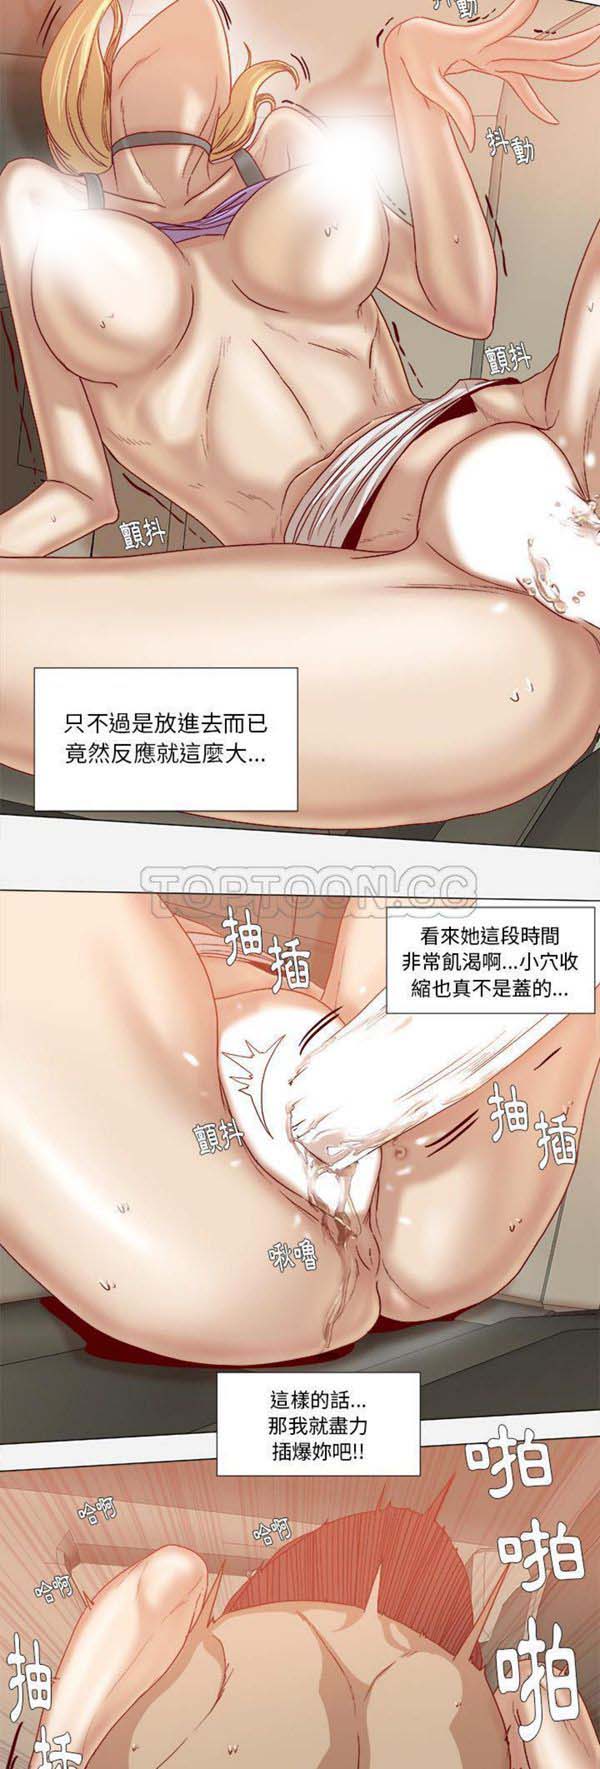 抖動
抖動
顫抖
顫抖
只不過是放進去而已
竟然反應就這麼大...
TOPTOON.CC
抽插
看來她這段時間
非常飢渴啊...小穴收
縮也真不是蓋的...
抽插
顫抖
啾嚕
這樣的話...
那我就盡力
插爆妳吧!!
啪
啪
啪
哈啊
哈啊
哈啊
抽
插